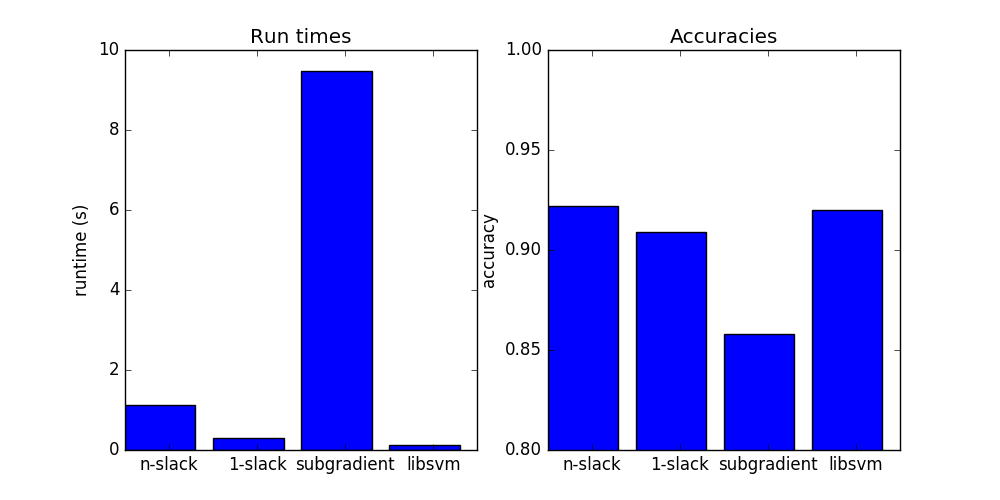 Run times
10
8
6
4
2
0
runtime (s)
n-slack 1-slack subgradient libsvm
Accuracies
1.00
0.95
0.90
0.85
0.80
accuracy
n-slack 1-slack subgradient libsvm